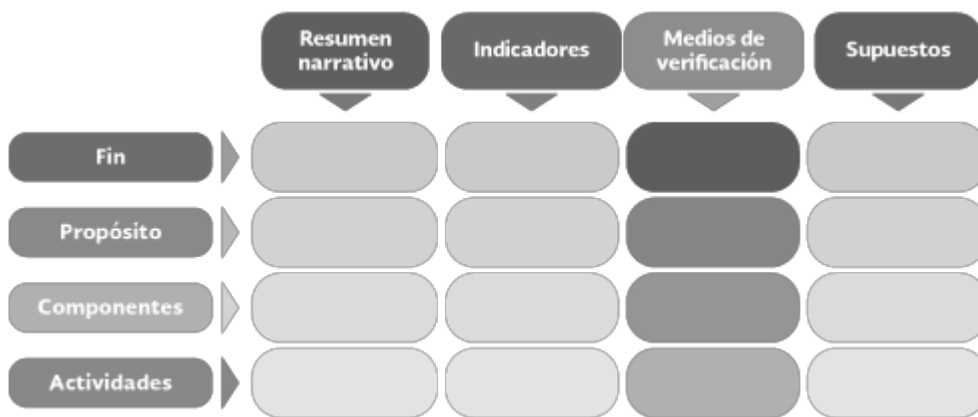 Resumen
narrativo
Indicadores
Medios de
verificación
Supuestos
Fin
Propósito
Componentes
Actividades